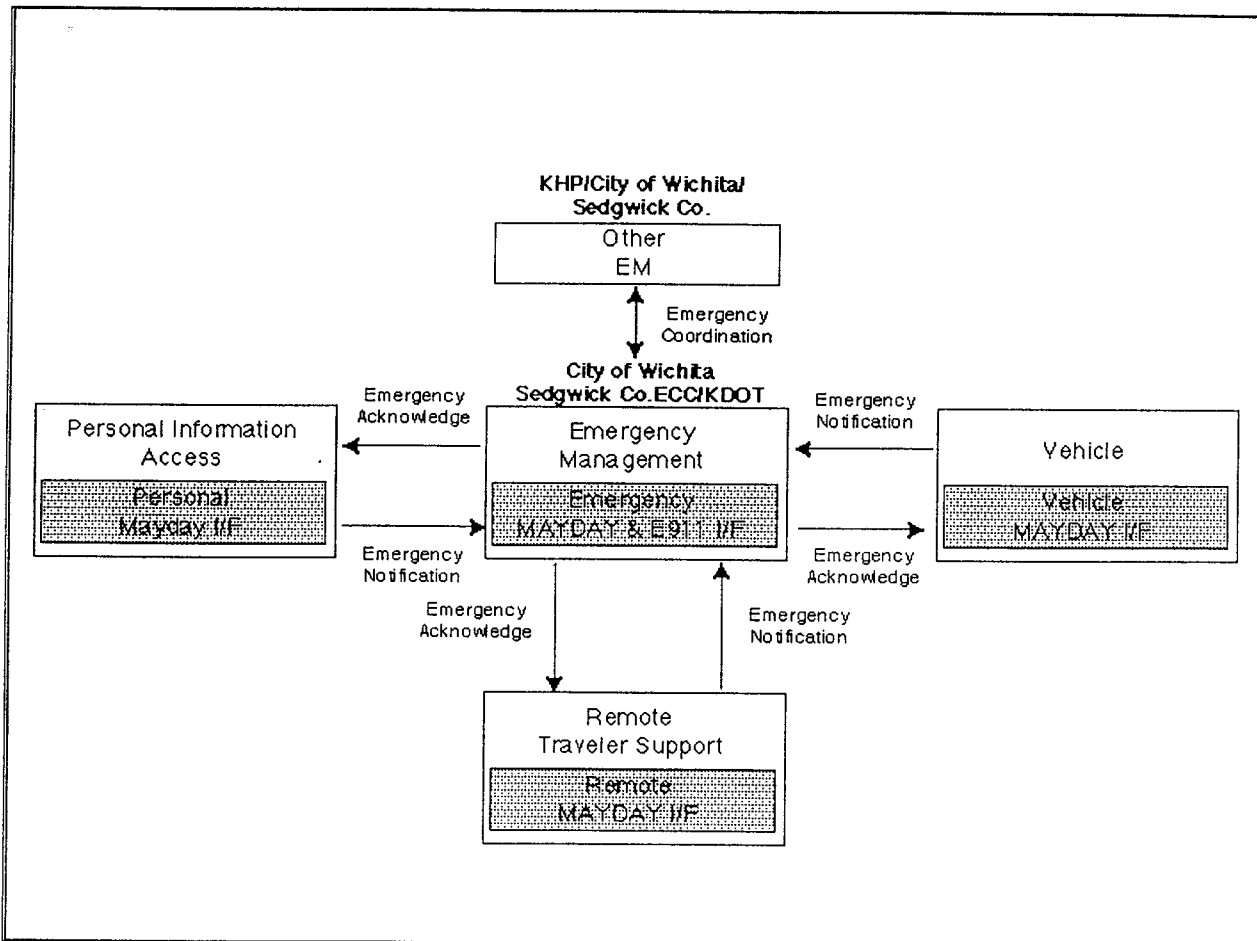 KHP/City of Wichita/
Sedgwick Co.
Other
EM
Emergency
Coordination
City of Wichita
Sedgwick Co.ECC/KDOT
Emergency
Acknowledge
Emergency
Notification
Personal Information
Access
Personal
Mayday I/F
Emergency
Management
Emergency
MAYDAY & E911 I/F
Vehicle
Vehicle
MAYDAY I/F
Emergency
Notification
Emergency
Acknowledge
Emergency
Acknowledge
Emergency
Notification
Remote
Traveler Support
Remote
MAYDAY I/F